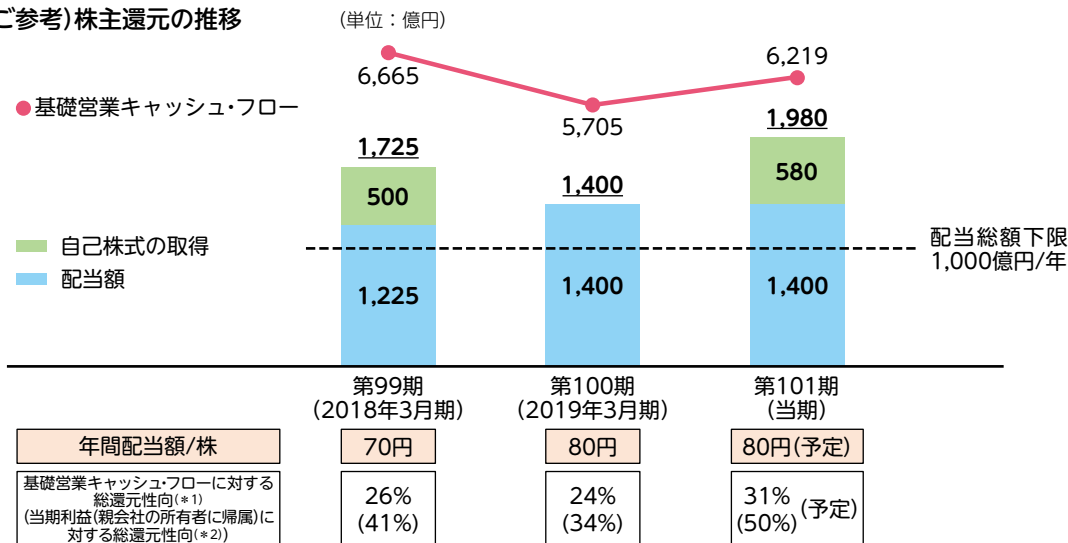 ご参考)株主還元の推移
(単位：億円)
6,665
5,705
6,219
基礎営業キャッシュ・フロー
1,725
500
1,225
1,400
1,400
1,980
580
1,400
自己株式の取得
配当額
配当総額下限
1,000億円/年
第99期
(2018年3月期)
第100期
(2019年3月期)
第101期
(当期)
年間配当額/株
70円
80円
80円(予定)
基礎営業キャッシュ・フローに対する
総還元性向(*1)
(当期利益(親会社の所有者に帰属)に
対する総還元性向(*2))
26%
(41%)
24%
(34%)
31%
(50%)
(予定)